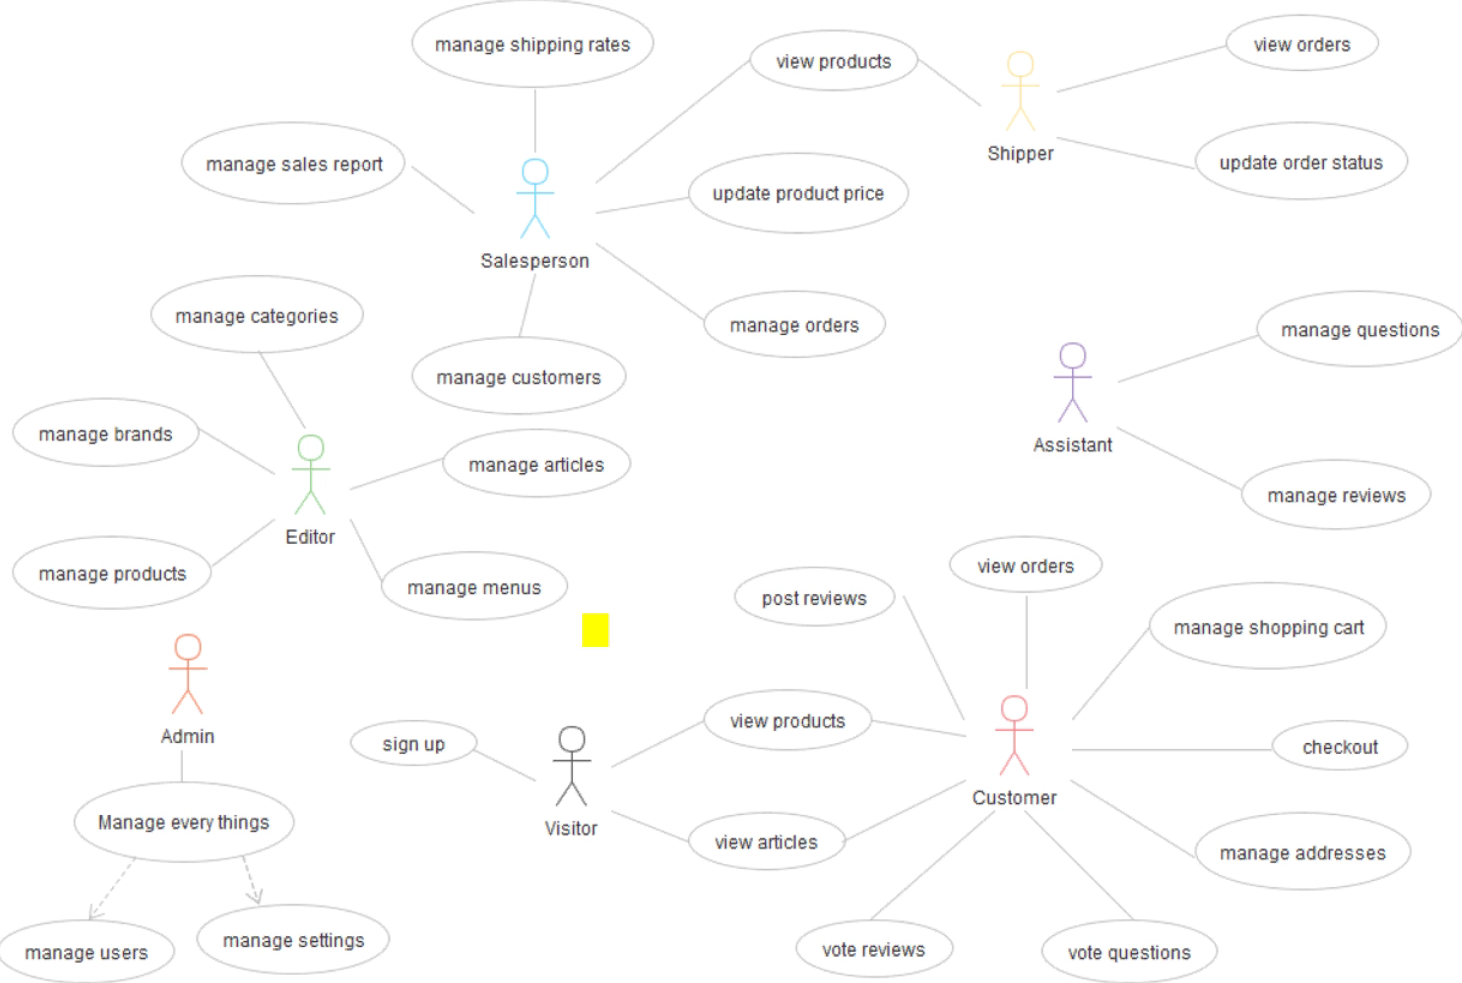 manage shipping rates
view orders
view products
Shipper
manage sales report
update order status
update product price
Salesperson
manage categories
manage orders
manage questions
manage customers
manage brands
Assistant
manage articles
manage reviews
Editor
view orders
manage products
manage menus
post reviews
manage shopping cart
view products
Admin
sign up
checkout
Customer
Manage every things
Visitor
view articles
manage addresses
manage settings
vote reviews
manage users
vote questions